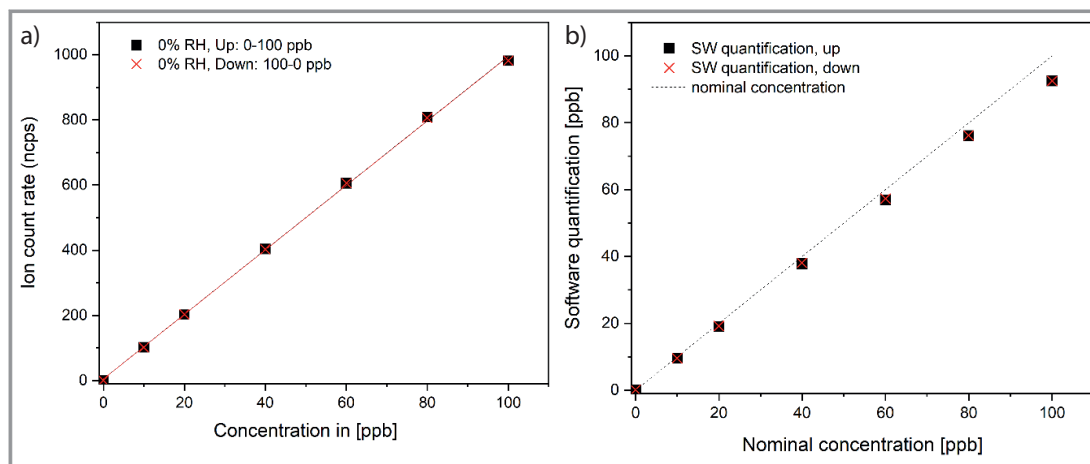 a)
0% RH, Up: 0-100 ppb
0% RH, Down: 100-0 ppb
1000
800
600
400
200
0
Ion count rate (ncps)
0
20
40
60
80
100
Concentration in [ppb]
b)
SW quantification, up
SW quantification, down
nominal concentration
100
80
60
40
20
0
Software quantification [ppb]
0
20
40
60
80
100
Nominal concentration [ppb]